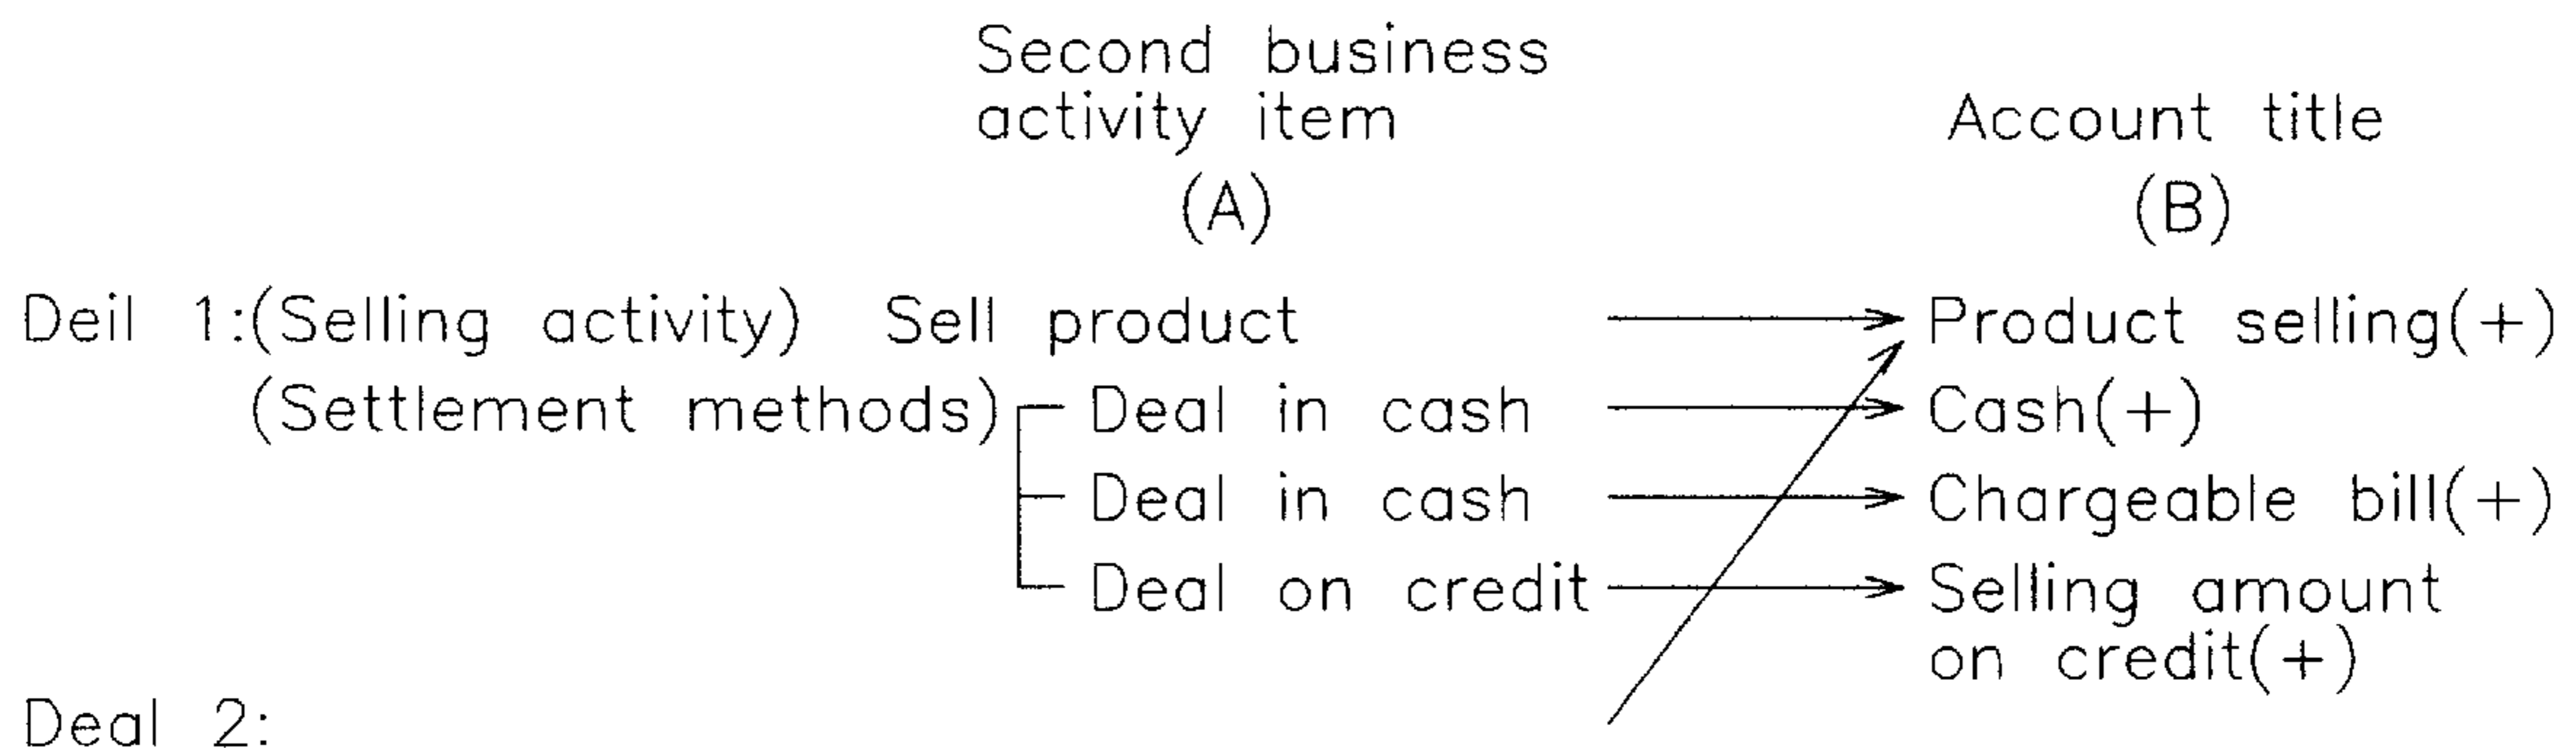 Second business
activity item
(A)
Account title
(B)
Deil 1:(Selling activity) Sell product
Product selling(+)
(Settlement methods)
Deal in cash
Cash(+)
Deal in cash
Chargeable bill(+)
Deal on credit
Selling amount
on credit(+)
Deal 2: